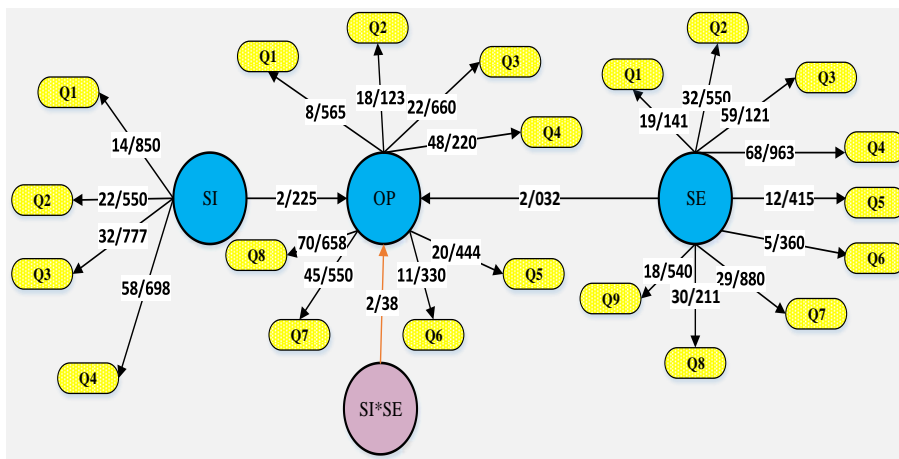 Q1
14/850
Q2
22/550
32/777
Q3
58/698
Q4
SI
2/225
Q1
8/565
Q2
18/123
Q3
22/660
Q4
48/220
OP
Q8
70/658
45/550
Q7
11/330
Q6
20/444
Q5
2/38
SI*SE
2/032
SE
Q1
19/141
Q2
32/550
Q3
59/121
68/963
Q4
12/415
Q5
5/360
Q6
29/880
Q7
30/211
Q8
18/540
Q9